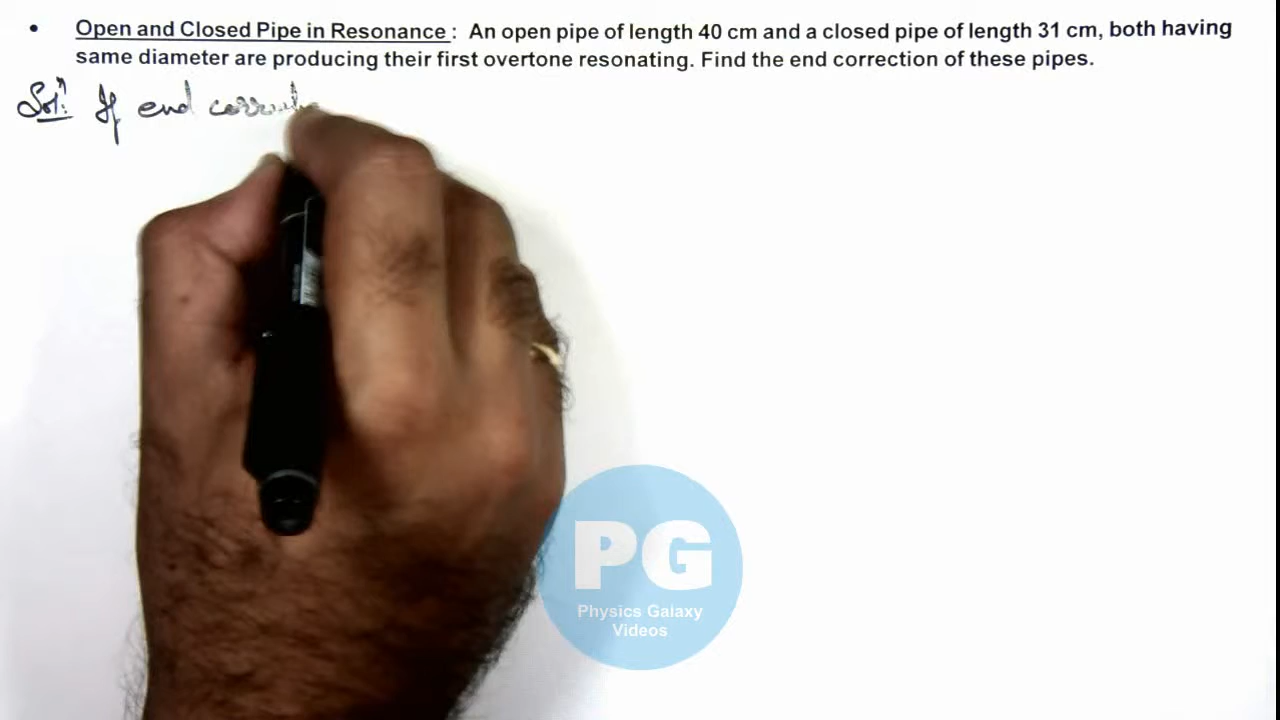 • Open and Closed Pipe in Resonance : An open pipe of length 40 cm and a closed pipe of length 31 cm, both having
same diameter are producing their first overtone resonating. Find the end correction of these pipes.
Solⁿ. If end
PG
Physics Galaxy
Videos